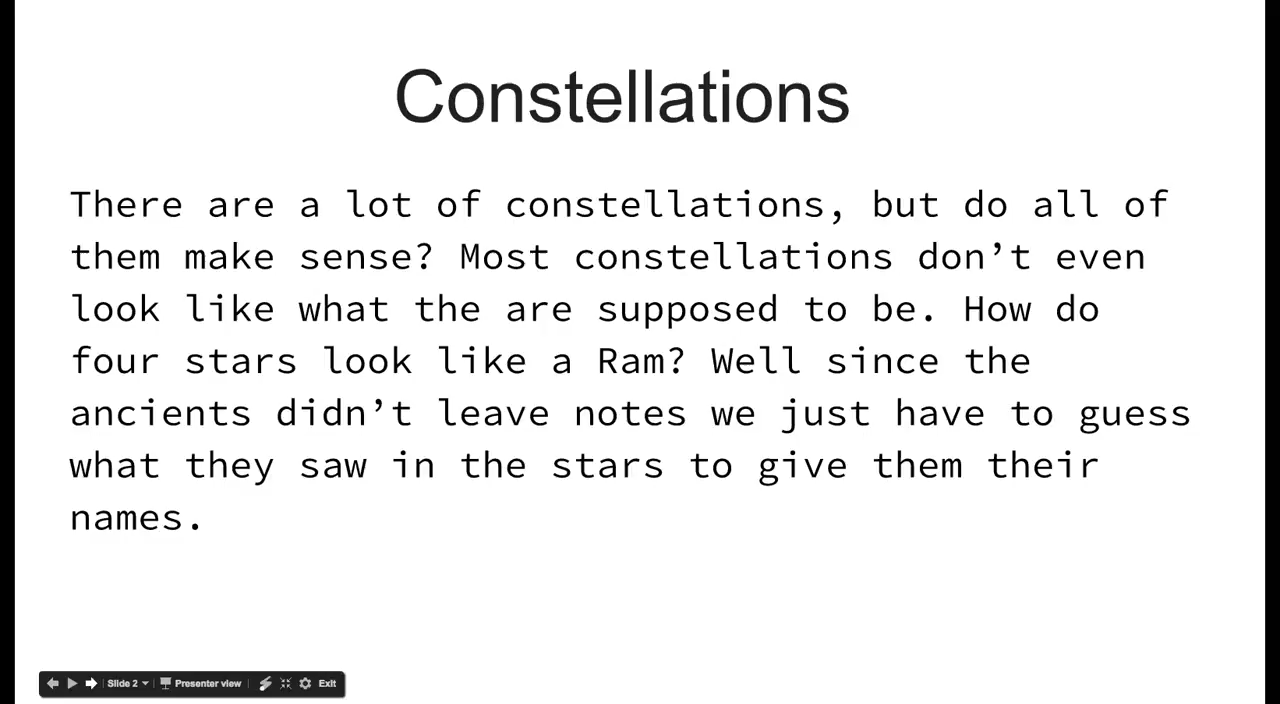 Constellations
There are a lot of constellations, but do all of
them make sense? Most constellations don’t even
look like what the are supposed to be. How do
four stars look like a Ram? Well since the
ancients didn’t leave notes we just have to guess
what they saw in the stars to give them their
names.
Slide 2 Presenter view Exit